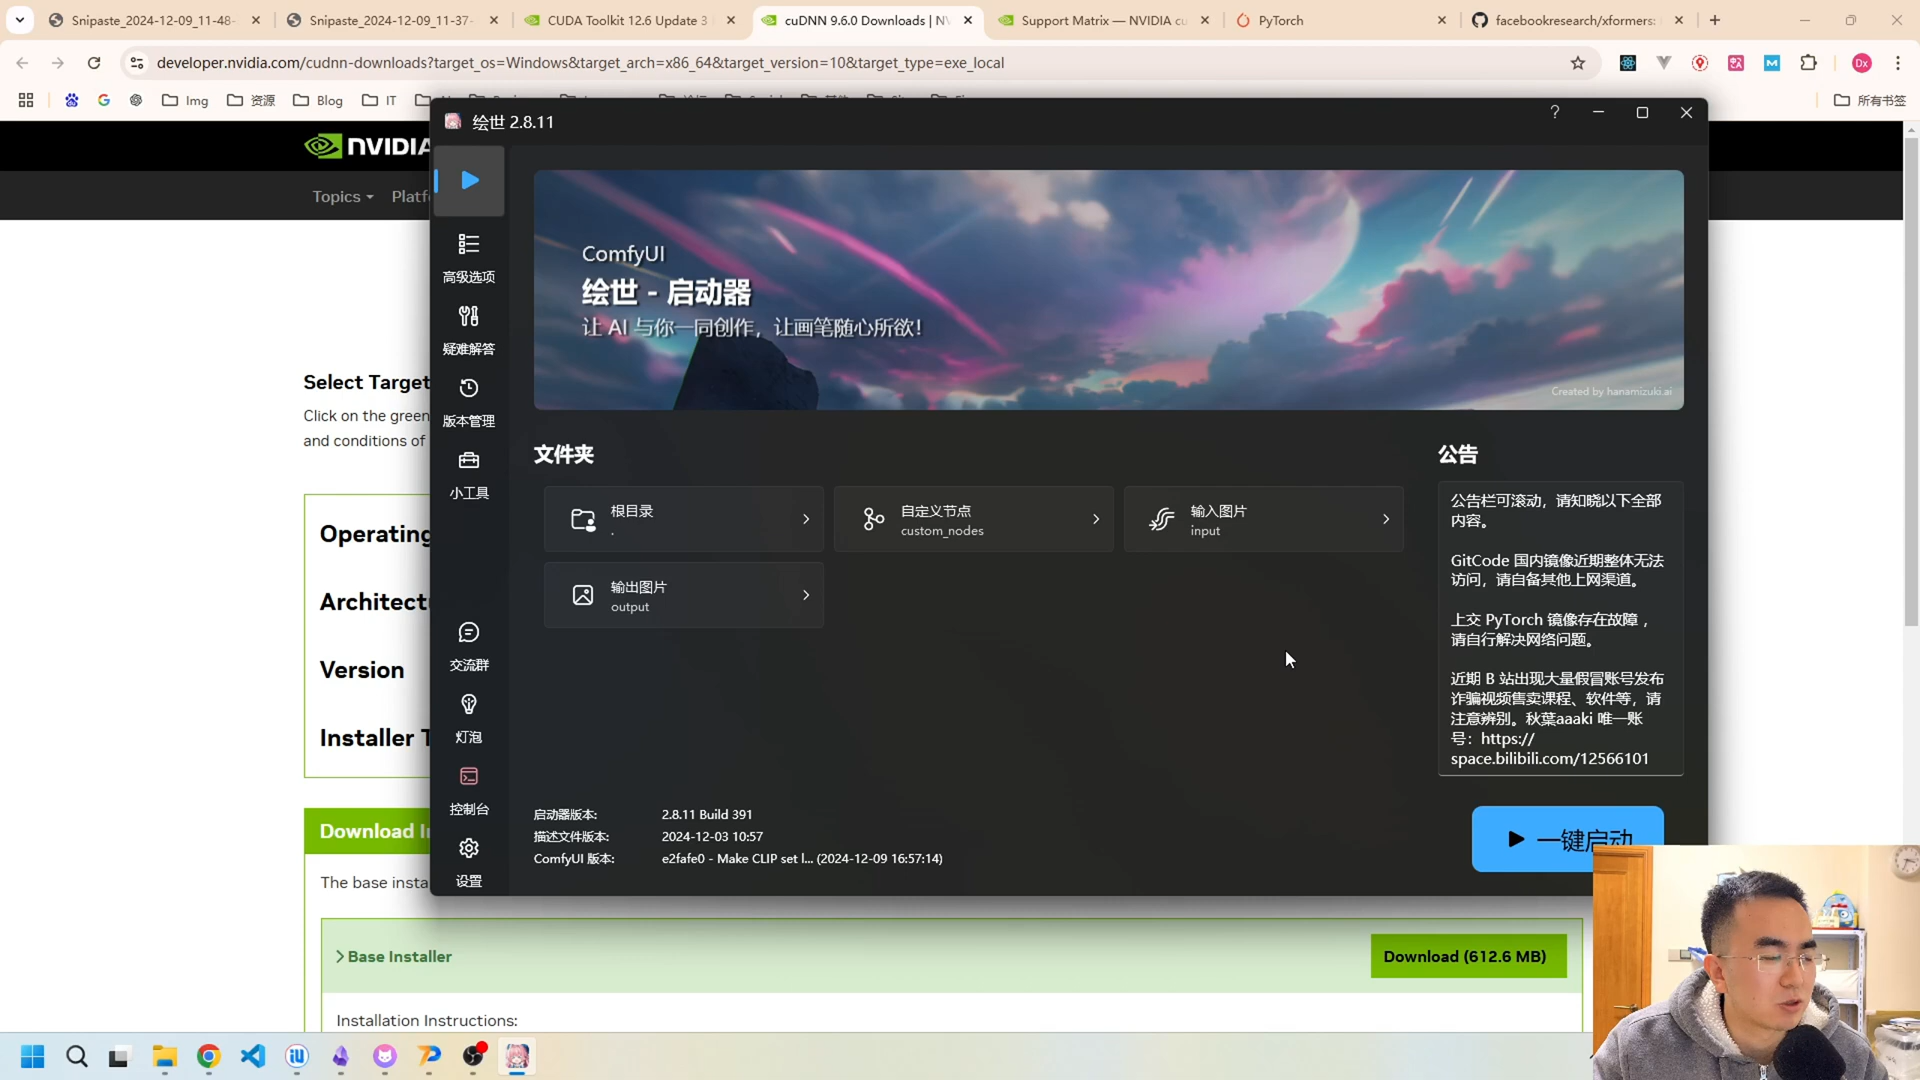 Snipaste_2024-12-09_11-48-
Snipaste_2024-12-09_11-37-
CUDA Toolkit 12.6 Update 3
cuDNN 9.6.0 Downloads | NV
Support Matrix — NVIDIA cu
PyTorch
facebookresearch/xformers:
developer.nvidia.com/cudnn-downloads?target_os=Windows&target_arch=x86_64&target_version=10&target_type=exe_local
Img
资源
Blog
IT
所有书签
NVIDIA
Topics
Platf
Select Target
Click on the green
and conditions of
Operating
Architectu
Version
Installer T
Download I
The base insta
Base Installer
Download (612.6 MB)
Installation Instructions:
绘世 2.8.11
高级选项
疑难解答
版本管理
小工具
交流群
灯泡
控制台
设置
ComfyUI
绘世 - 启动器
让 AI 与你一同创作，让画笔随心所欲！
Created by hanamizuki.ai
文件夹
根目录
.
自定义节点
custom_nodes
输入图片
input
输出图片
output
公告
公告栏可滚动，请知晓以下全部
内容。
GitCode 国内镜像近期整体无法
访问，请自备其他上网渠道。
上交 PyTorch 镜像存在故障，
请自行解决网络问题。
近期 B 站出现大量假冒账号发布
诈骗视频售卖课程、软件等，请
注意辨别。秋葉aaaki 唯一账
号：https://
space.bilibili.com/12566101
启动器版本: 2.8.11 Build 391
描述文件版本: 2024-12-03 10:57
ComfyUI 版本: e2fafe0 - Make CLIP set l... (2024-12-09 16:57:14)
一键启动